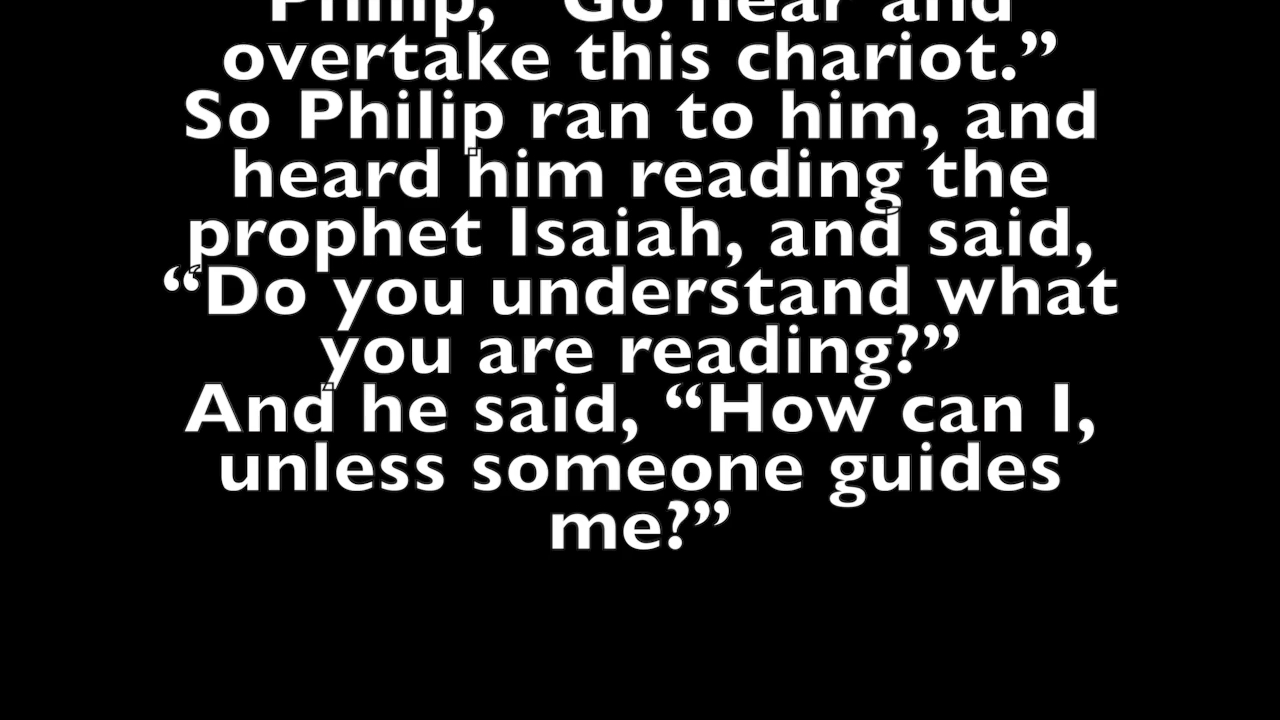 Philip, “Go near and
overtake this chariot.”
So Philip ran to him, and
heard him reading the
prophet Isaiah, and said,
“Do you understand what
you are reading?”
And he said, “How can I,
unless someone guides
me?”